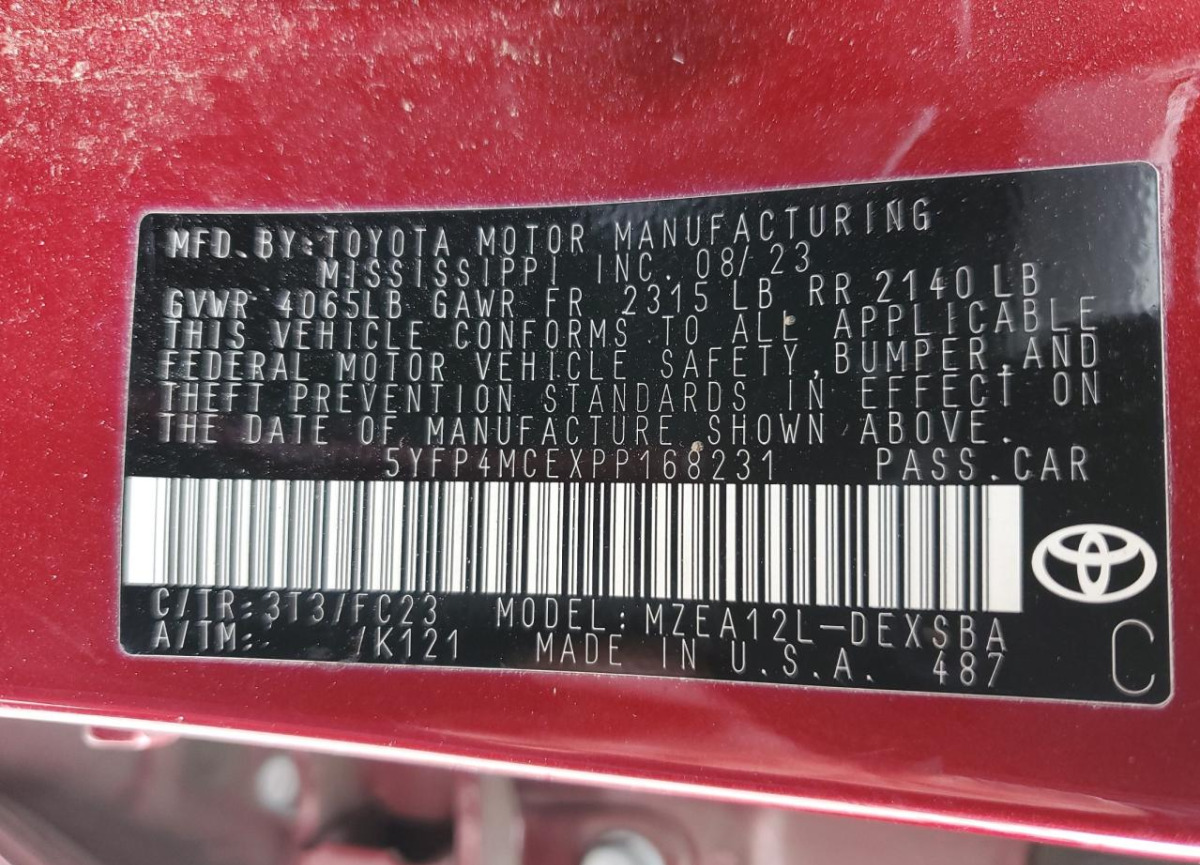 MFD. BY: TOYOTA MOTOR MANUFACTURING
MISSISSIPPI INC. 08/23
GVWR 4065LB GAWR FR 2315 LB RR 2140 LB
THIS VEHICLE CONFORMS TO ALL APPLICABLE
FEDERAL MOTOR VEHICLE SAFETY, BUMPER, AND
THEFT PREVENTION STANDARDS IN EFFECT ON
THE DATE OF MANUFACTURE SHOWN ABOVE.
5YFP4MCEXPP168231 PASS. CAR
C/TR: 3T3/FC23 MODEL: MZEA12L-DEXSBA
A/TM: /K121 MADE IN U.S.A. 487 C